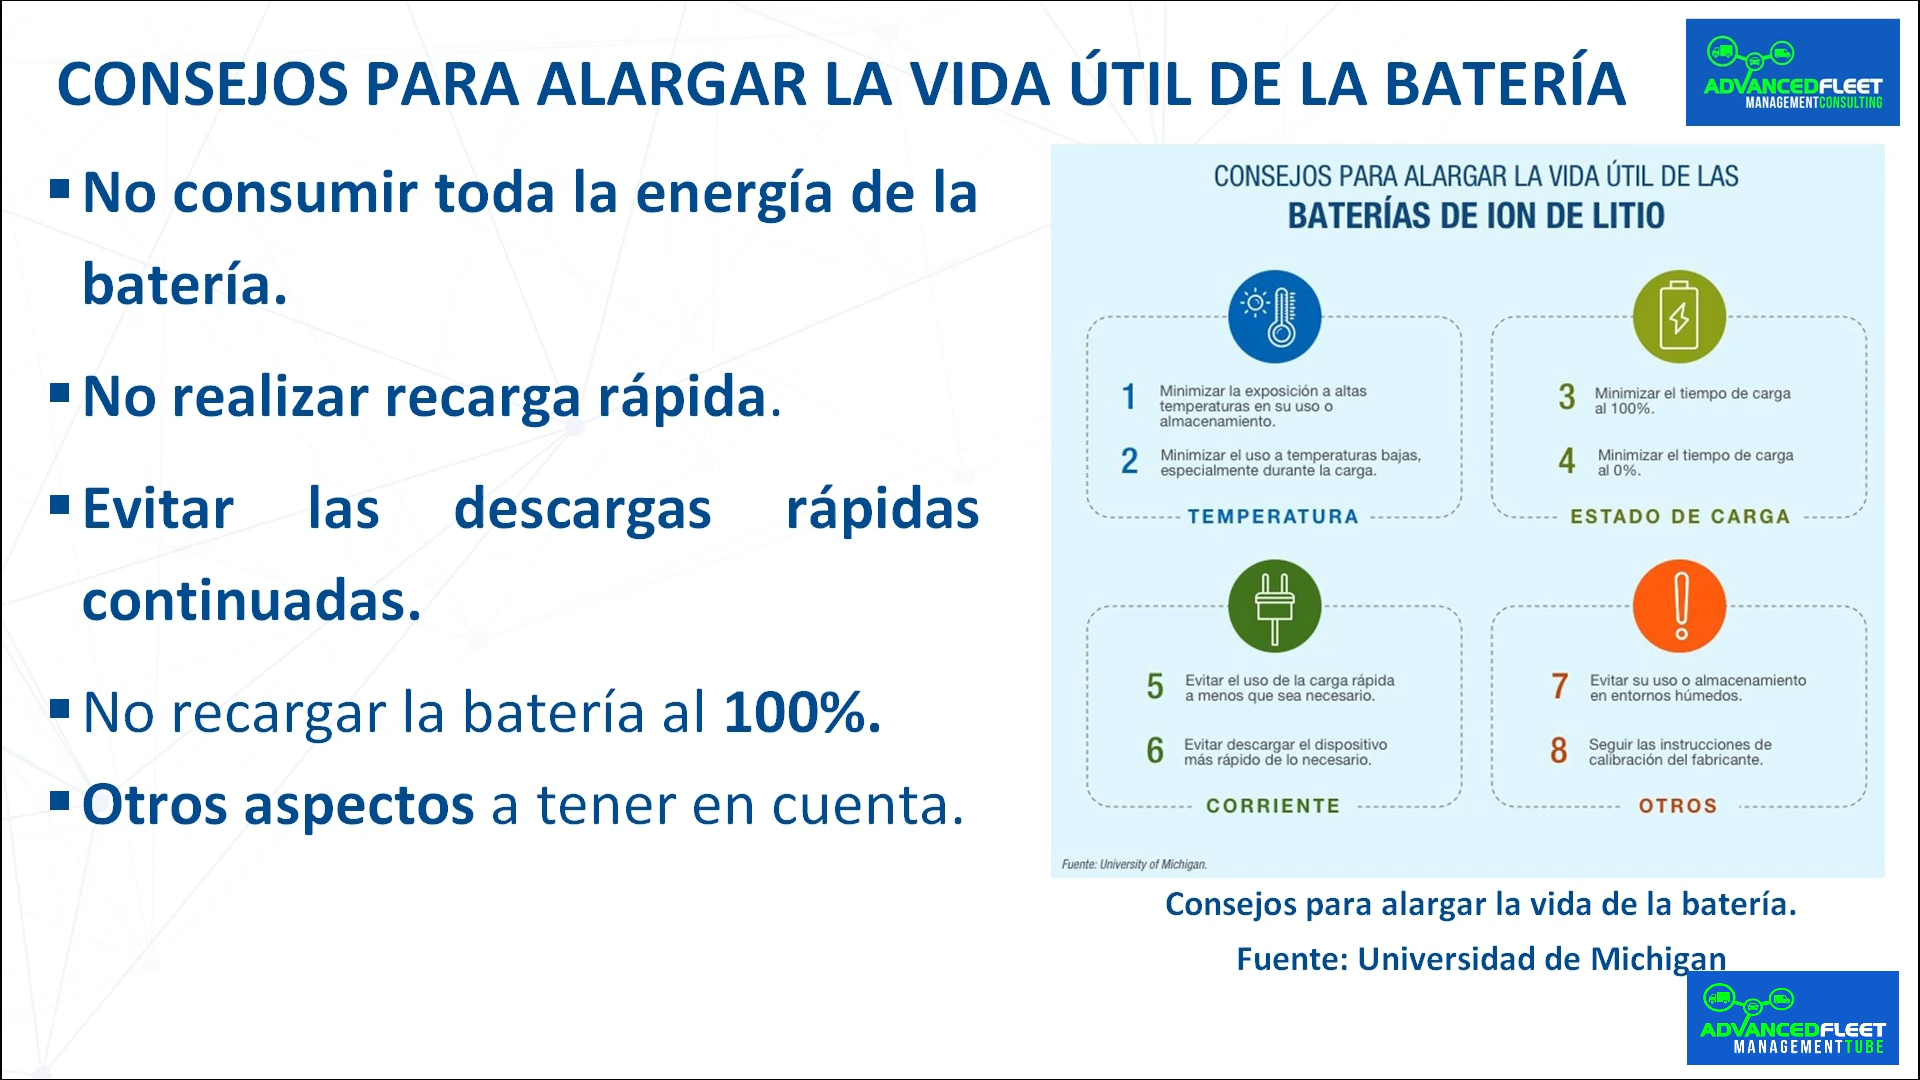 CONSEJOS PARA ALARGAR LA VIDA ÚTIL DE LA BATERÍA
ADVANCEDFLEET
MANAGEMENTCONSULTING
▪No consumir toda la energía de la
batería.
▪No realizar recarga rápida.
▪Evitar las descargas rápidas
continuadas.
▪No recargar la batería al 100%.
▪Otros aspectos a tener en cuenta.
CONSEJOS PARA ALARGAR LA VIDA ÚTIL DE LAS
BATERÍAS DE ION DE LITIO
1 Minimizar la exposición a altas
temperaturas en su uso o
almacenamiento.
2 Minimizar el uso a temperaturas bajas,
especialmente durante la carga.
TEMPERATURA
3 Minimizar el tiempo de carga
al 100%.
4 Minimizar el tiempo de carga
al 0%.
ESTADO DE CARGA
5 Evitar el uso de la carga rápida
a menos que sea necesario.
6 Evitar descargar el dispositivo
más rápido de lo necesario.
CORRIENTE
7 Evitar su uso o almacenamiento
en entornos húmedos.
8 Seguir las instrucciones de
calibración del fabricante.
OTROS
Fuente: University of Michigan.
Consejos para alargar la vida de la batería.
Fuente: Universidad de Michigan
ADVANCEDFLEET
MANAGEMENTTUBE